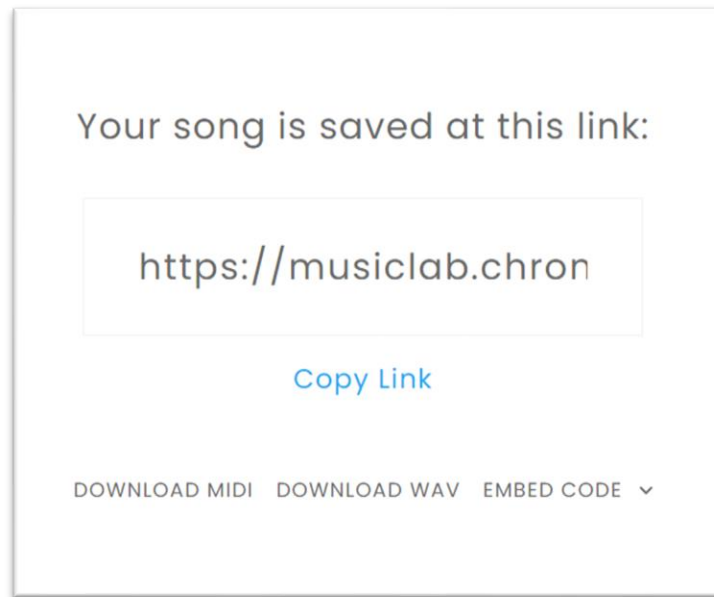 Your song is saved at this link:
https://musiclab.chron
Copy Link
DOWNLOAD MIDI DOWNLOAD WAV EMBED CODE